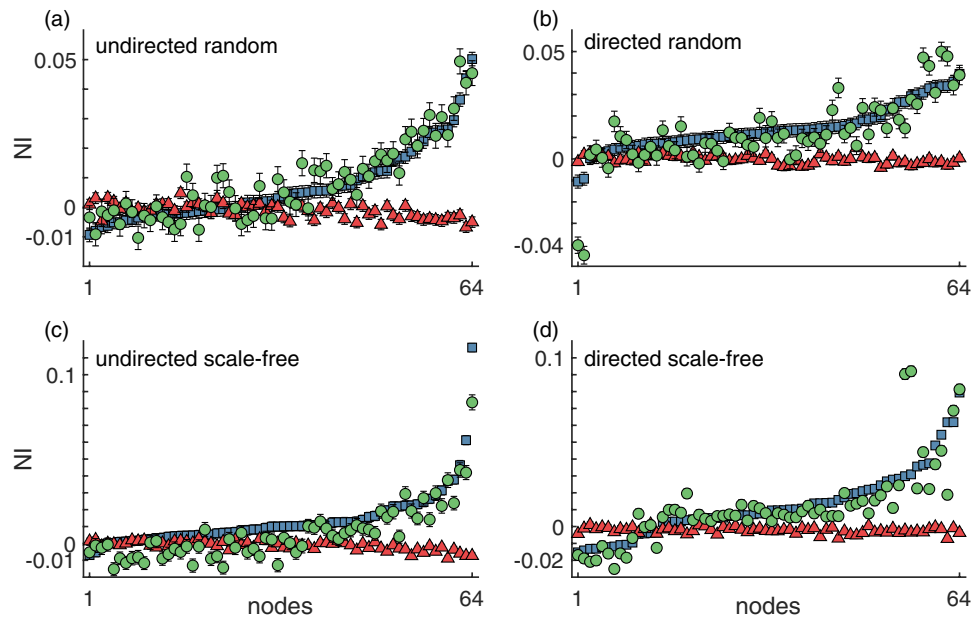 (a)
undirected random
0.05
NI
0
-0.01
1
64
(b)
directed random
0.05
0
-0.04
1
64
(c)
undirected scale-free
0.1
NI
0
-0.01
1
nodes
64
(d)
directed scale-free
0.1
0
-0.02
1
nodes
64